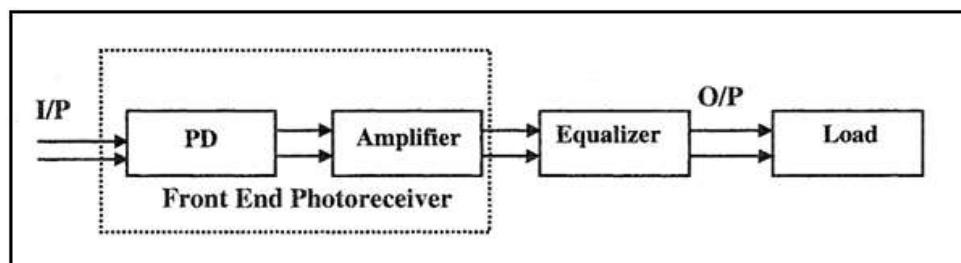 I/P
PD
Amplifier
Equalizer
O/P
Load
Front End Photoreceiver